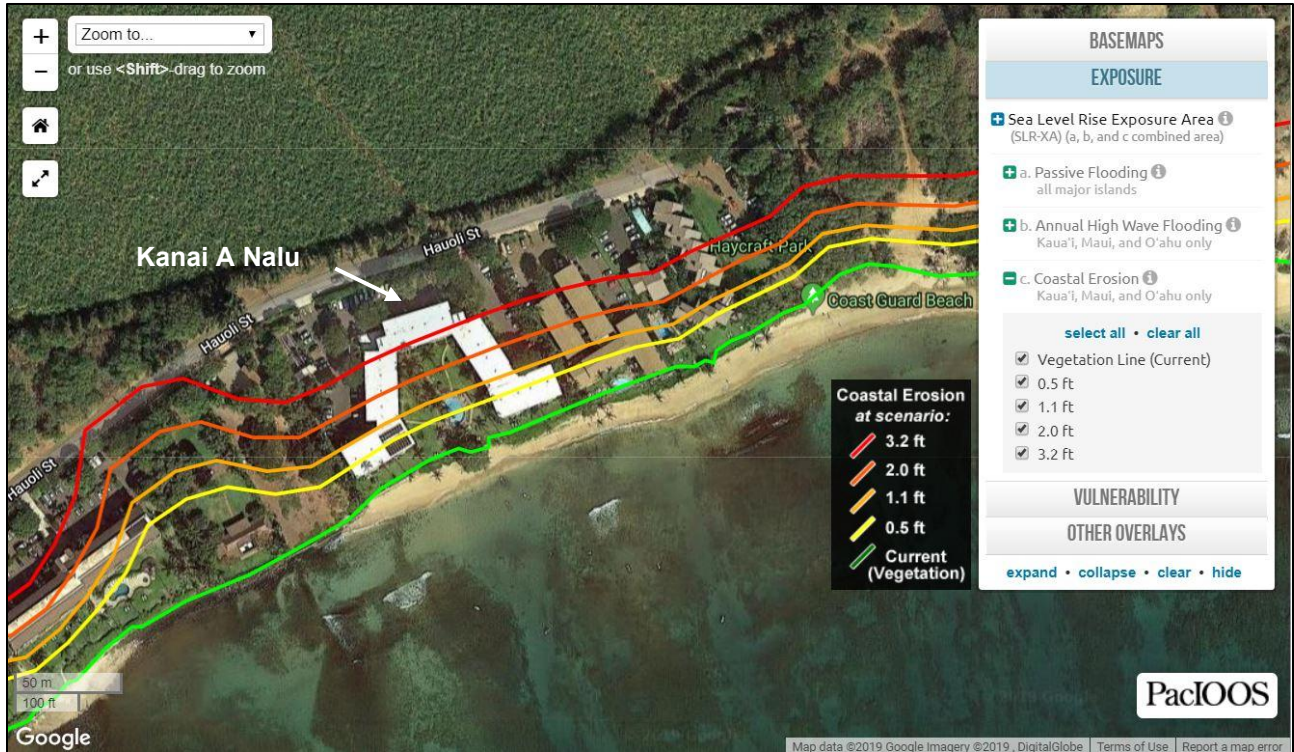 +
Zoom to...
−
or use <Shift>-drag to zoom
Kanai A Nalu
Hauoli St
Hauoli St
Hauoli St
Haycraft Park
Coast Guard Beach
Coastal Erosion
at scenario:
3.2 ft
2.0 ft
1.1 ft
0.5 ft
Current
(Vegetation)
BASEMAPS
EXPOSURE
Sea Level Rise Exposure Area
(SLR-XA) (a, b, and c combined area)
a. Passive Flooding
all major islands
b. Annual High Wave Flooding
Kauaʻi, Maui, and Oʻahu only
c. Coastal Erosion
Kauaʻi, Maui, and Oʻahu only
select all • clear all
Vegetation Line (Current)
0.5 ft
1.1 ft
2.0 ft
3.2 ft
VULNERABILITY
OTHER OVERLAYS
expand • collapse • clear • hide
50 m
100 ft
Google
PacIOOS
Map data ©2019 Google Imagery ©2019 , DigitalGlobe
Terms of Use
Report a map error